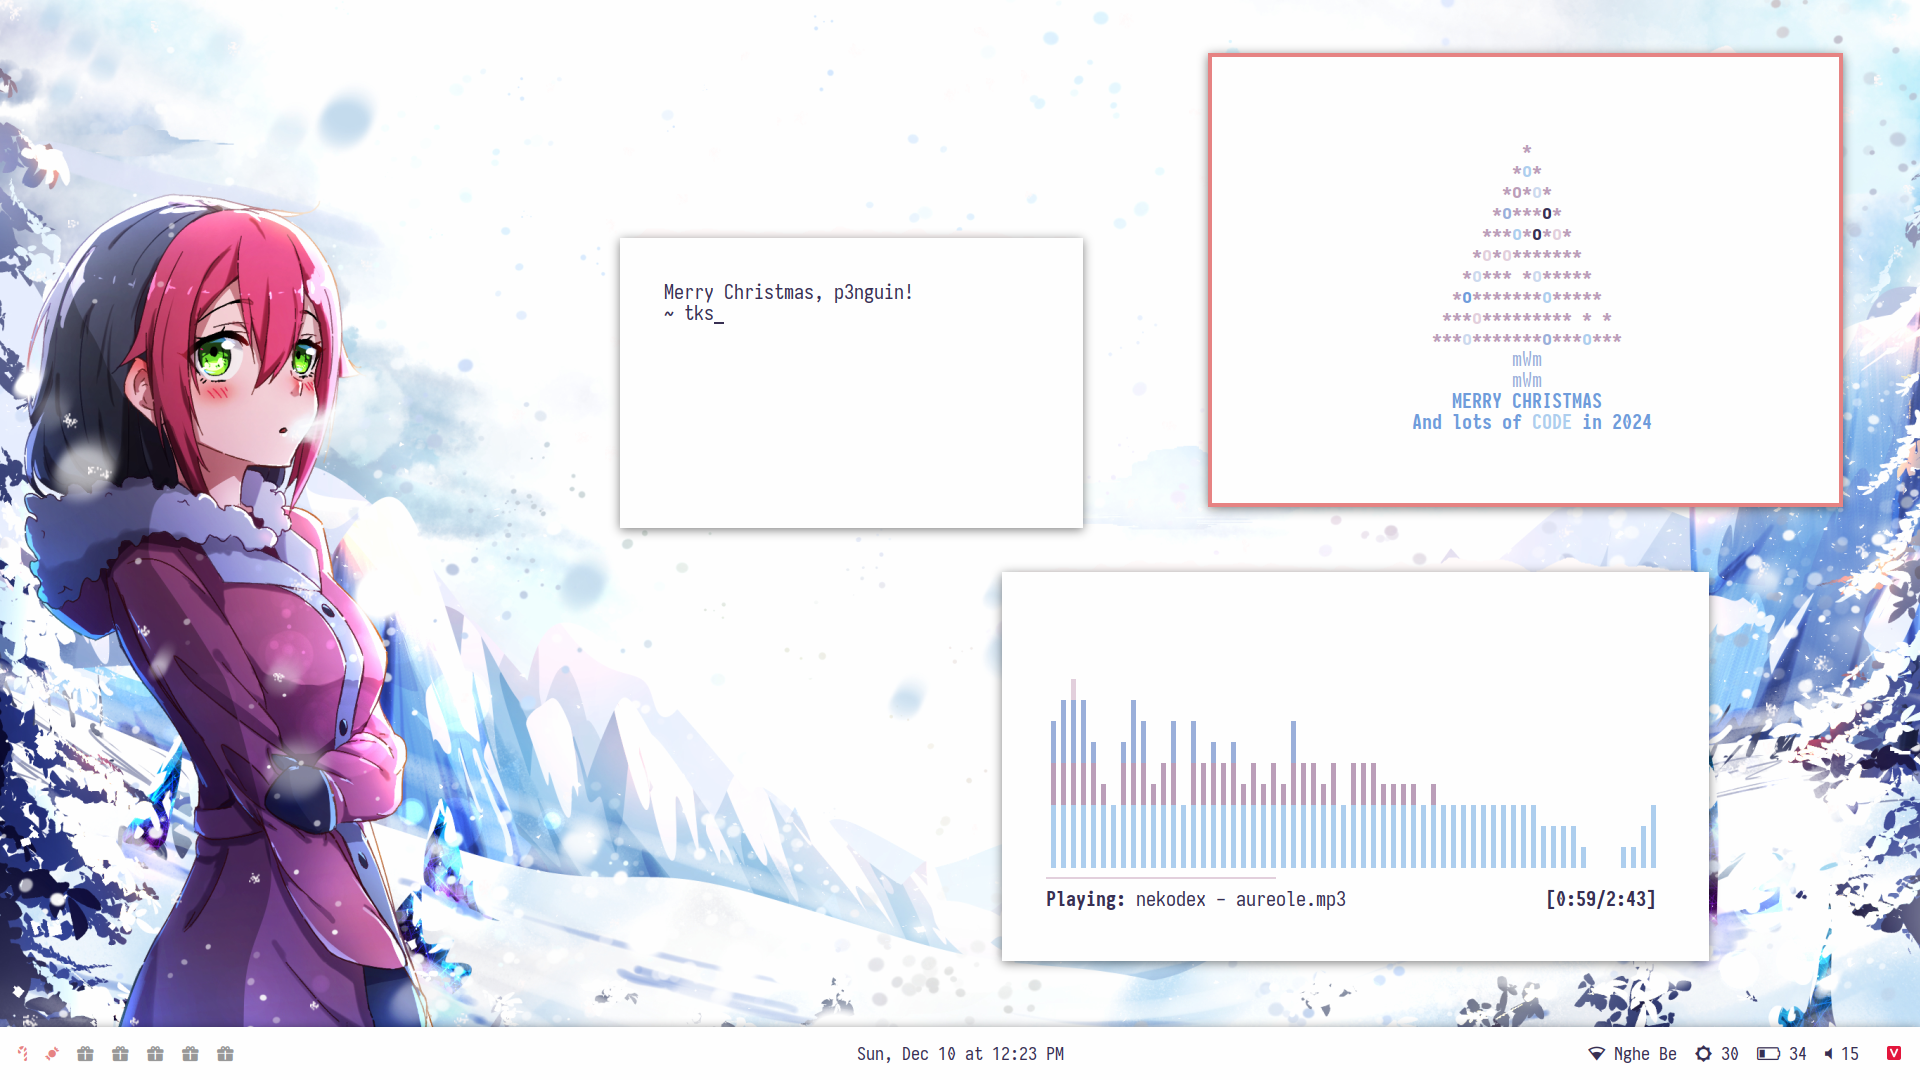 Merry Christmas, p3nguin!
~ tks_
*
*O*
*O*O*
*O***O*
***O*O*O*
*O*O*******
*O*** *O*****
*O*******O*****
***O********* * *
***O*******O***O***
mWm
mWm
MERRY CHRISTMAS
And lots of CODE in 2024
Playing: nekodex - aureole.mp3 [0:59/2:43]
Sun, Dec 10 at 12:23 PM Nghe Be 30 34 15 V